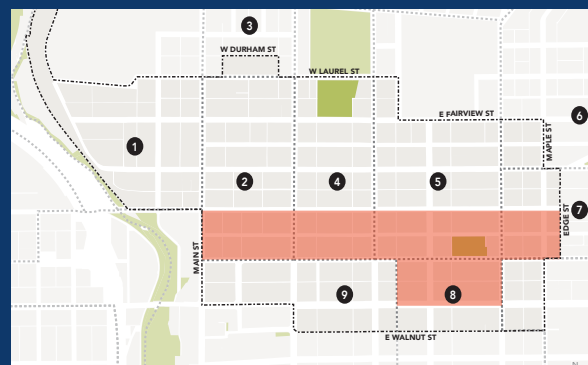 3
W DURHAM ST
W LAUREL ST
E FAIRVIEW ST
6
MAPLE ST
1
2
4
5
7
EDGE ST
MAIN ST
9
8
E WALNUT ST